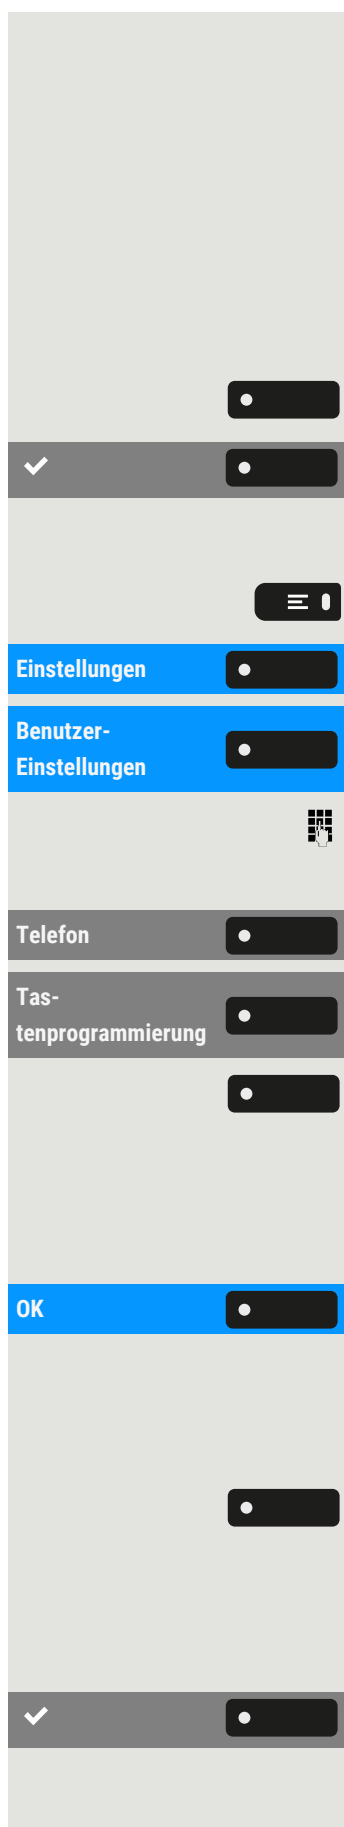 Einstellungen
Benutzer-
Einstellungen
Telefon
Tas-
tenprogrammierung
OK